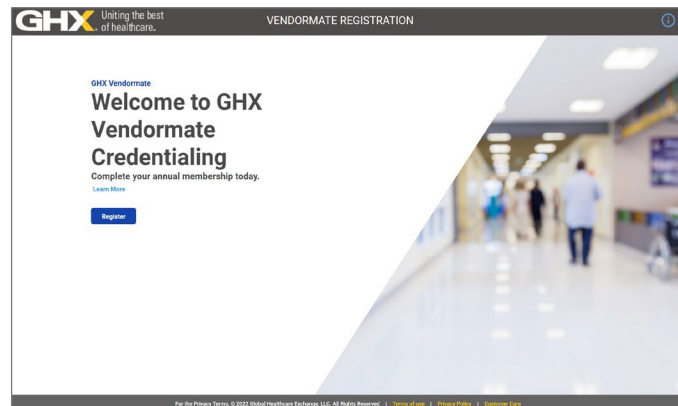 GHX Uniting the best
of healthcare.
VENDORMATE REGISTRATION
GHX Vendormate
Welcome to GHX
Vendormate
Credentialing
Complete your annual membership today.
Learn More
Register
For the Privacy Terms, © 2022 Global Healthcare Exchange, LLC. All Rights Reserved | Terms of use | Privacy Policy | Customer Care